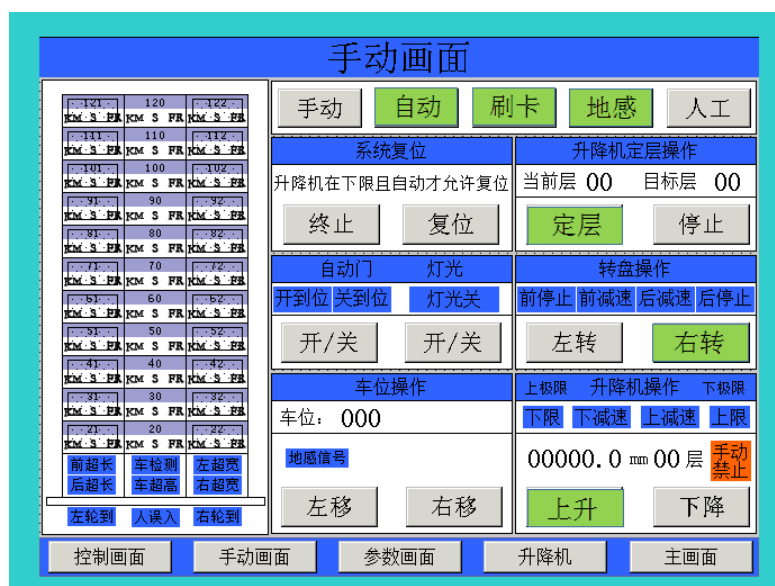 手动画面
121 120 122
KM S FR KM S FR KM S FR
111 110 112
KM S FR KM S FR KM S FR
101 100 102
KM S FR KM S FR KM S FR
91 90 92
KM S FR KM S FR KM S FR
81 80 82
KM S FR KM S FR KM S FR
71 70 72
KM S FR KM S FR KM S FR
61 60 62
KM S FR KM S FR KM S FR
51 50 52
KM S FR KM S FR KM S FR
41 40 42
KM S FR KM S FR KM S FR
31 30 32
KM S FR KM S FR KM S FR
21 20 22
KM S FR KM S FR KM S FR
前超长 车检测 左超宽
后超长 车超高 右超宽
左轮到 人误入 右轮到
手动 自动 刷卡 地感 人工
系统复位
升降机在下限且自动才允许复位
终止 复位
升降机定层操作
当前层 00 目标层 00
定层 停止
自动门 灯光
开到位 关到位 灯光关
开/关 开/关
转盘操作
前停止 前减速 后减速 后停止
左转 右转
车位操作
车位: 000
地感信号
左移 右移
上极限 升降机操作 下极限
下限 下减速 上减速 上限
00000.0 mm 00 层 手动禁止
上升 下降
控制画面 手动画面 参数画面 升降机 主画面